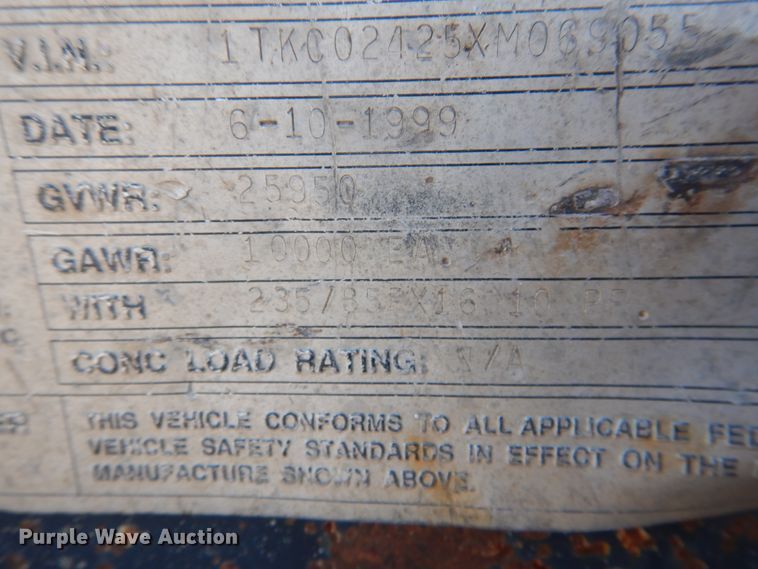 V.I.N.: 1TKC02425XM069055
DATE: 6-10-1999
GVWR: 25950
GAWR: 10000 EA.
WITH 235/85 X16 10 PR.
CONC LOAD RATING: N/A
THIS VEHICLE CONFORMS TO ALL APPLICABLE FED
VEHICLE SAFETY STANDARDS IN EFFECT ON THE
MANUFACTURE SHOWN ABOVE.
Purple Wave Auction